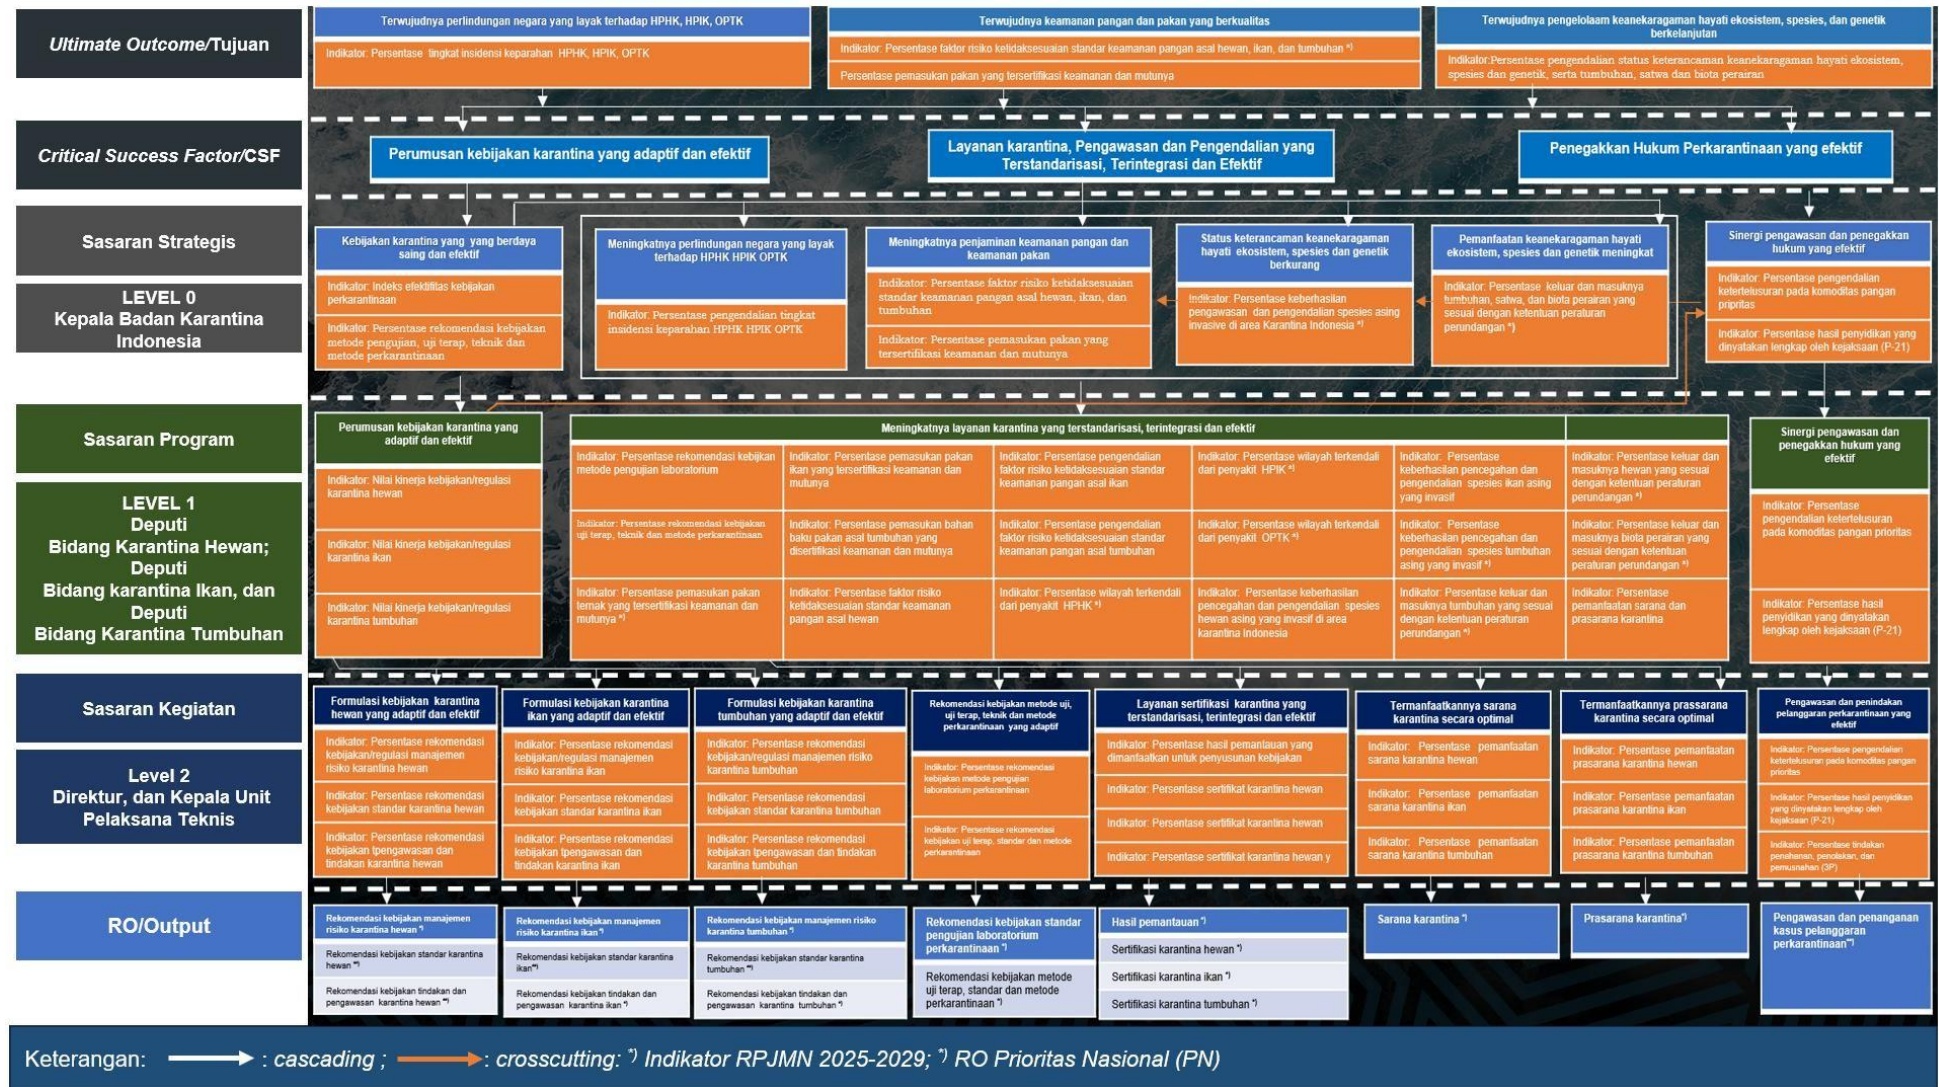 Ultimate Outcome/Tujuan
Terwujudnya perlindungan negara yang layak terhadap HPHK, HPIK, OPTK
Indikator: Persentase tingkat insidensi keparahan HPHK, HPIK, OPTK
Terwujudnya keamanan pangan dan pakan yang berkualitas
Indikator: Persentase faktor risiko ketidaksesuaian standar keamanan pangan asal hewan, ikan, dan tumbuhan *)
Persentase pemasukan pakan yang tersertifikasi keamanan dan mutunya
Terwujudnya pengelolaam keanekaragaman hayati ekosistem, spesies, dan genetik
berkelanjutan
Indikator:Persentase pengendalian status keterancaman keanekaragaman hayati ekosistem,
spesies dan genetik, serta tumbuhan, satwa dan biota perairan
Critical Success Factor/CSF
Perumusan kebijakan karantina yang adaptif dan efektif
Layanan karantina, Pengawasan dan Pengendalian yang
Terstandarisasi, Terintegrasi dan Efektif
Penegakkan Hukum Perkarantinaan yang efektif
Sasaran Strategis
LEVEL 0
Kepala Badan Karantina
Indonesia
Kebijakan karantina yang yang berdaya
saing dan efektif
Indikator: Indeks efektifitas kebijakan
perkarantinaan
Indikator: Persentase rekomendasi kebijakan
metode pengujian, uji terap, teknik dan
metode perkarantinaan
Meningkatnya perlindungan negara yang layak
terhadap HPHK HPIK OPTK
Indikator: Persentase pengendalian tingkat
insidensi keparahan HPHK HPIK OPTK
Meningkatnya penjaminan keamanan pangan dan
keamanan pakan
Indikator: Persentase faktor risiko ketidaksesuaian
standar keamanan pangan asal hewan, ikan, dan
tumbuhan
Indikator: Persentase pemasukan pakan yang
tersertifikasi keamanan dan mutunya
Status keterancaman keanekaragaman
hayati ekosistem, spesies dan genetik
berkurang
Indikator: Persentase keberhasilan
pengawasan dan pengendalian spesies asing
invasive di area Karantina Indonesia *)
Pemanfaatan keanekaragaman hayati
ekosistem, spesies dan genetik meningkat
Indikator: Persentase keluar dan masuknya
tumbuhan, satwa, dan biota perairan yang
sesuai dengan ketentuan peraturan
perundangan *)
Sinergi pengawasan dan penegakkan
hukum yang efektif
Indikator: Persentase pengendalian
ketertelusuran pada komoditas pangan
pripritas
Indikator: Persentase hasil penyidikan yang
dinyatakan lengkap oleh kejaksaan (P-21)
Sasaran Program
LEVEL 1
Deputi
Bidang Karantina Hewan;
Deputi
Bidang karantina Ikan, dan
Deputi
Bidang Karantina Tumbuhan
Perumusan kebijakan karantina yang
adaptif dan efektif
Indikator: Nilai kinerja kebijakan/regulasi
karantina hewan
Indikator: Nilai kinerja kebijakan/regulasi
karantina ikan
Indikator: Nilai kinerja kebijakan/regulasi
karantina tumbuhan
Meningkatnya layanan karantina yang terstandarisasi, terintegrasi dan efektif
Indikator: Persentase rekomendasi kebijkan
metode pengujian laboratorium
Indikator: Persentase pemasukan pakan
ikan yang tersertifikasi keamanan dan
mutunya
Indikator: Persentase pengendalian
faktor risiko ketidaksesuaian standar
keamanan pangan asal ikan
Indikator: Persentase wilayah terkendali
dari penyakit HPIK *)
Indikator: Persentase
keberhasilan pencegahan dan
pengendalian spesies ikan asing
yang invasif
Indikator: Persentase keluar dan
masuknya hewan yang sesuai
dengan ketentuan peraturan
perundangan *)
Indikator: Persentase rekomendasi kebijakan
uji terap, teknik dan metode perkarantinaan
Indikator: Persentase pemasukan bahan
baku pakan asal tumbuhan yang
disertifikasi keamanan dan mutunya
Indikator: Persentase pengendalian
faktor risiko ketidaksesuaian standar
keamanan pangan asal tumbuhan
Indikator: Persentase wilayah terkendali
dari penyakit OPTK *)
Indikator: Persentase
keberhasilan pencegahan dan
pengendalian spesies tumbuhan
asing yang invasif *)
Indikator: Persentase keluar dan
masuknya biota perairan yang
sesuai dengan ketentuan
peraturan perundangan *)
Indikator: Persentase pemasukan pakan
ternak yang tersertifikasi keamanan dan
mutunya *)
Indikator: Persentase faktor risiko
ketidaksesuaian standar keamanan
pangan asal hewan
Indikator: Persentase wilayah terkendali
dari penyakit HPHK *)
Indikator: Persentase keberhasilan
pencegahan dan pengendalian spesies
hewan asing yang invasif di area
karantina Indonesia
Indikator: Persentase keluar dan
masuknya tumbuhan yang sesuai
dengan ketentuan peraturan
perundangan *)
Indikator: Persentase
pemanfaatan sarana dan
prasarana karantina
Sinergi pengawasan dan
penegakkan hukum yang
efektif
Indikator: Persentase
pengendalian ketertelusuran
pada komoditas pangan prioritas
Indikator: Persentase hasil
penyidikan yang dinyatakan
lengkap oleh kejaksaan (P-21)
Sasaran Kegiatan
Level 2
Direktur, dan Kepala Unit
Pelaksana Teknis
Formulasi kebijakan karantina
hewan yang adaptif dan efektif
Indikator: Persentase rekomendasi
kebijakan/regulasi manajemen
risiko karantina hewan
Indikator: Persentase rekomendasi
kebijakan standar karantina hewan
Indikator: Persentase rekomendasi
kebijakan tpengawasan dan
tindakan karantina hewan
Formulasi kebijakan karantina
ikan yang adaptif dan efektif
Indikator: Persentase rekomendasi
kebijakan/regulasi manajemen
risiko karantina ikan
Indikator: Persentase rekomendasi
kebijakan standar karantina ikan
Indikator: Persentase rekomendasi
kebijakan tpengawasan dan
tindakan karantina ikan
Formulasi kebijakan karantina
tumbuhan yang adaptif dan efektif
Indikator: Persentase rekomendasi
kebijakan/regulasi manajemen risiko
karantina tumbuhan
Indikator: Persentase rekomendasi
kebijakan standar karantina tumbuhan
Indikator: Persentase rekomendasi
kebijakan tpengawasan dan tindakan
karantina tumbuhan
Rekomendasi kebijakan metode uji,
uji terap, teknik dan metode
perkarantinaan yang adaptif
Indikator: Persentase rekomendasi
kebijakan metode pengujian
laboratorium perkarantinaan
Indikator: Persentase rekomendasi
kebijakan uji terap, standar dan metode
perkarantinaan
Layanan sertifikasi karantina yang
terstandarisasi, terintegrasi dan efektif
Indikator: Persentase hasil pemantauan yang
dimanfaatkan untuk penyusunan kebijakan
Indikator: Persentase sertifikat karantina hewan
Indikator: Persentase sertifikat karantina hewan
Indikator: Persentase sertifikat karantina hewan y
Termanfaatkannya sarana
karantina secara optimal
Indikator: Persentase pemanfaatan
sarana karantina hewan
Indikator: Persentase pemanfaatan
sarana karantina ikan
Indikator: Persentase pemanfaatan
sarana karantina tumbuhan
Termanfaatkannya prassarana
karantina secara optimal
Indikator: Persentase pemanfaatan
prasarana karantina hewan
Indikator: Persentase pemanfaatan
prasarana karantina ikan
Indikator: Persentase pemanfaatan
prasarana karantina tumbuhan
Pengawasan dan penindakan
pelanggaran perkarantinaan yang
efektif
Indikator: Persentase pengendalian
ketertelusuran pada komoditas pangan
prioritas
Indikator: Persentase hasil penyidikan
yang dinyatakan lengkap oleh
kejaksaan (P-21)
Indikator: Persentase tindakan
penahanan, penolakan, dan
pemusnahan (3P)
RO/Output
Rekomendasi kebijakan manajemen
risiko karantina hewan *)
Rekomendasi kebijakan standar karantina
hewan **)
Rekomendasi kebijakan tindakan dan
pengawasan karantina hewan **)
Rekomendasi kebijakan manajemen
risiko karantina ikan *)
Rekomendasi kebijakan standar karantina
ikan**)
Rekomendasi kebijakan tindakan dan
pengawasan karantina ikan *)
Rekomendasi kebijakan manajemen risiko
karantina tumbuhan *)
Rekomendasi kebijakan standar karantina
tumbuhan **)
Rekomendasi kebijakan tindakan dan
pengawasan karantina tumbuhan *)
Rekomendasi kebijakan standar
pengujian laboratorium
perkarantinaan *)
Rekomendasi kebijakan metode
uji terap, standar dan metode
perkarantinaan *)
Hasil pemantauan *)
Sertifikasi karantina hewan *)
Sertifikasi karantina ikan *)
Sertifikasi karantina tumbuhan *)
Sarana karantina *)
Prasarana karantina*)
Pengawasan dan penanganan
kasus pelanggaran
perkarantinaan**)
Keterangan: : cascading ; : crosscutting: *) Indikator RPJMN 2025-2029; *) RO Prioritas Nasional (PN)